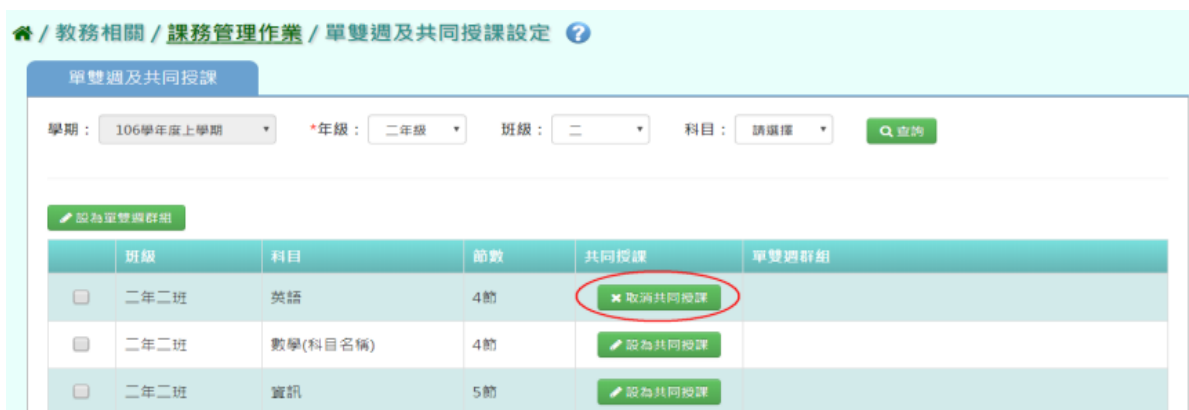 / 教務相關 / 課務管理作業 / 單雙週及共同授課設定 ?
單雙週及共同授課
學期： 106學年度上學期 *年級： 二年級 班級： 二 科目： 請選擇 查詢
設為單雙週群組
班級 科目 節數 共同授課 單雙週群組
二年二班 英語 4節 取消共同授課
二年二班 數學(科目名稱) 4節 設為共同授課
二年二班 資訊 5節 設為共同授課